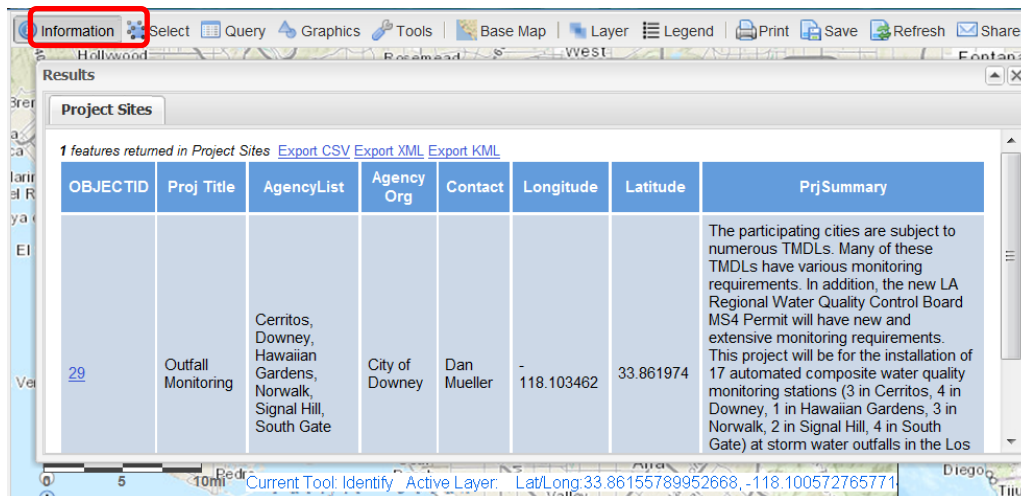 Information Select Query Graphics Tools Base Map Layer Legend Print Save Refresh Share
Hollywood Rosemead West Fontana
Results
Project Sites
1 features returned in Project Sites Export CSV Export XML Export KML
OBJECTID Proj Title AgencyList Agency Org Contact Longitude Latitude PrjSummary
29
Outfall
Monitoring
Cerritos,
Downey,
Hawaiian
Gardens,
Norwalk,
Signal Hill,
South Gate
City of
Downey
Dan
Mueller
-
118.103462
33.861974
The participating cities are subject to
numerous TMDLs. Many of these
TMDLs have various monitoring
requirements. In addition, the new LA
Regional Water Quality Control Board
MS4 Permit will have new and
extensive monitoring requirements.
This project will be for the installation of
17 automated composite water quality
monitoring stations (3 in Cerritos, 4 in
Downey, 1 in Hawaiian Gardens, 3 in
Norwalk, 2 in Signal Hill, 4 in South
Gate) at storm water outfalls in the Los
El
0 5 10mi
Current Tool: Identify Active Layer: Lat/Long:33.86155789952668, -118.100572765771
Diego